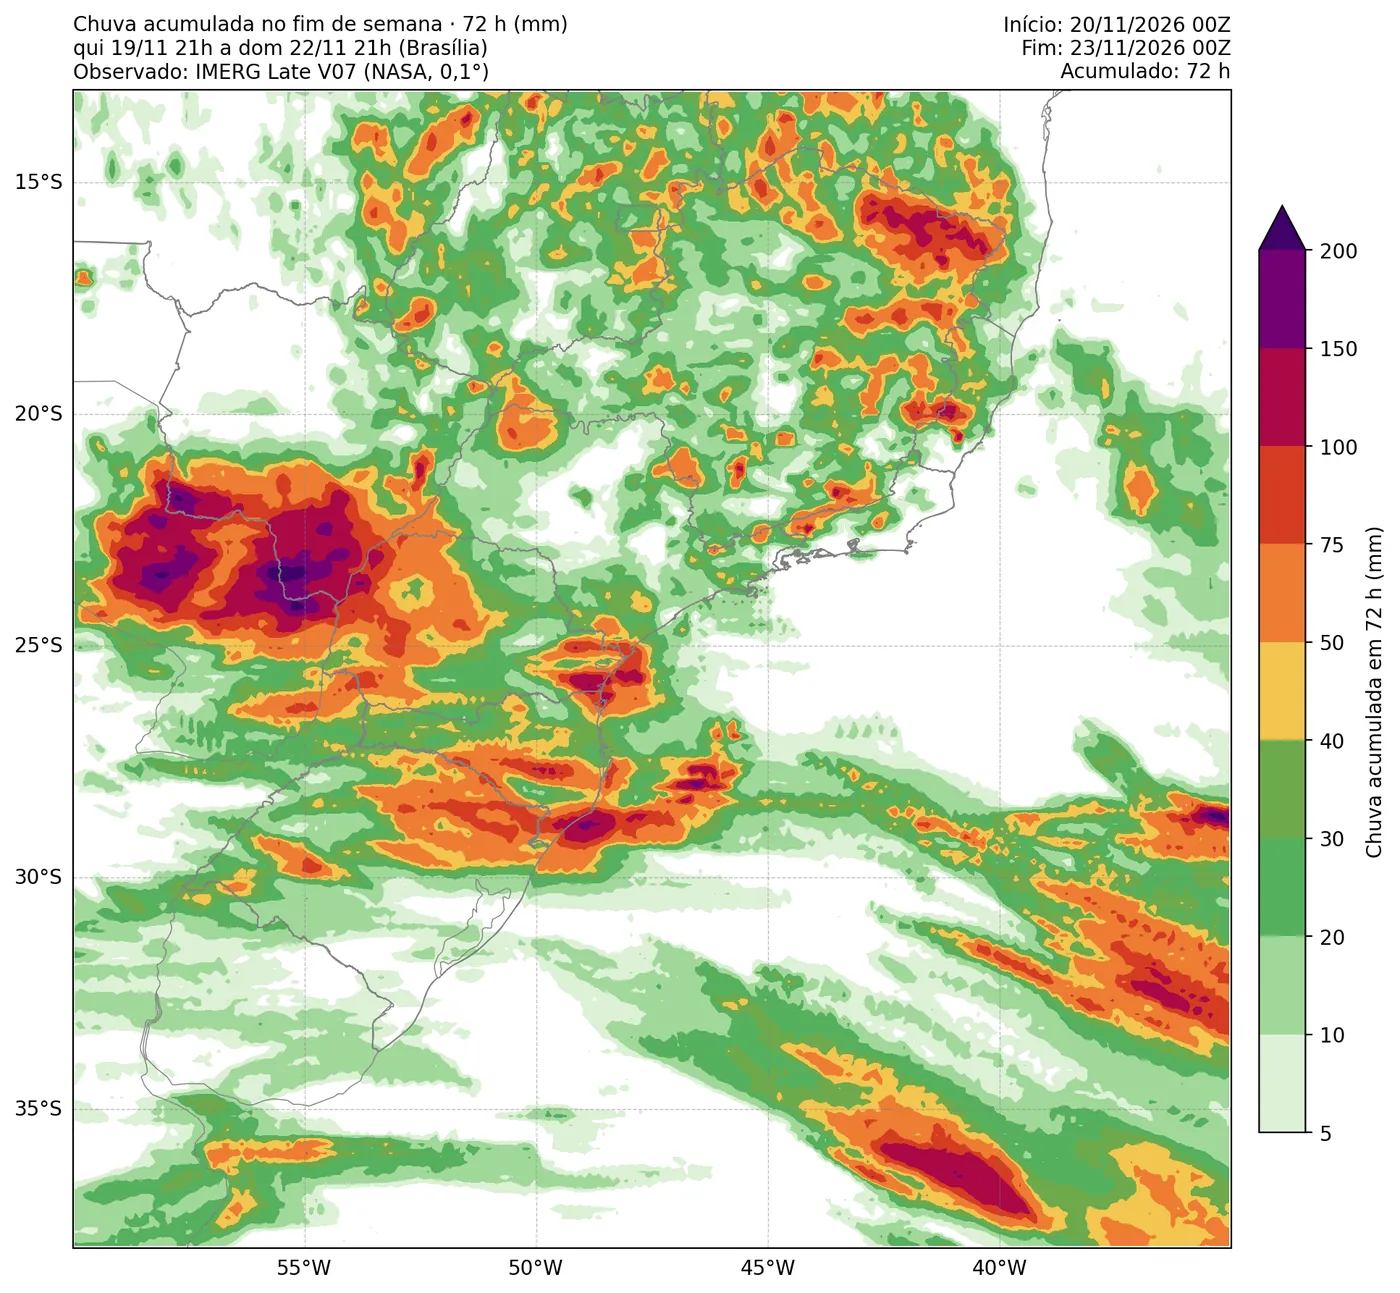 Chuva acumulada no fim de semana · 72 h (mm)
qui 19/11 21h a dom 22/11 21h (Brasília)
Observado: IMERG Late V07 (NASA, 0,1°)
Início: 20/11/2026 00Z
Fim: 23/11/2026 00Z
Acumulado: 72 h
15°S
20°S
25°S
30°S
35°S
55°W
50°W
45°W
40°W
200
150
100
75
50
40
30
20
10
5
Chuva acumulada em 72 h (mm)